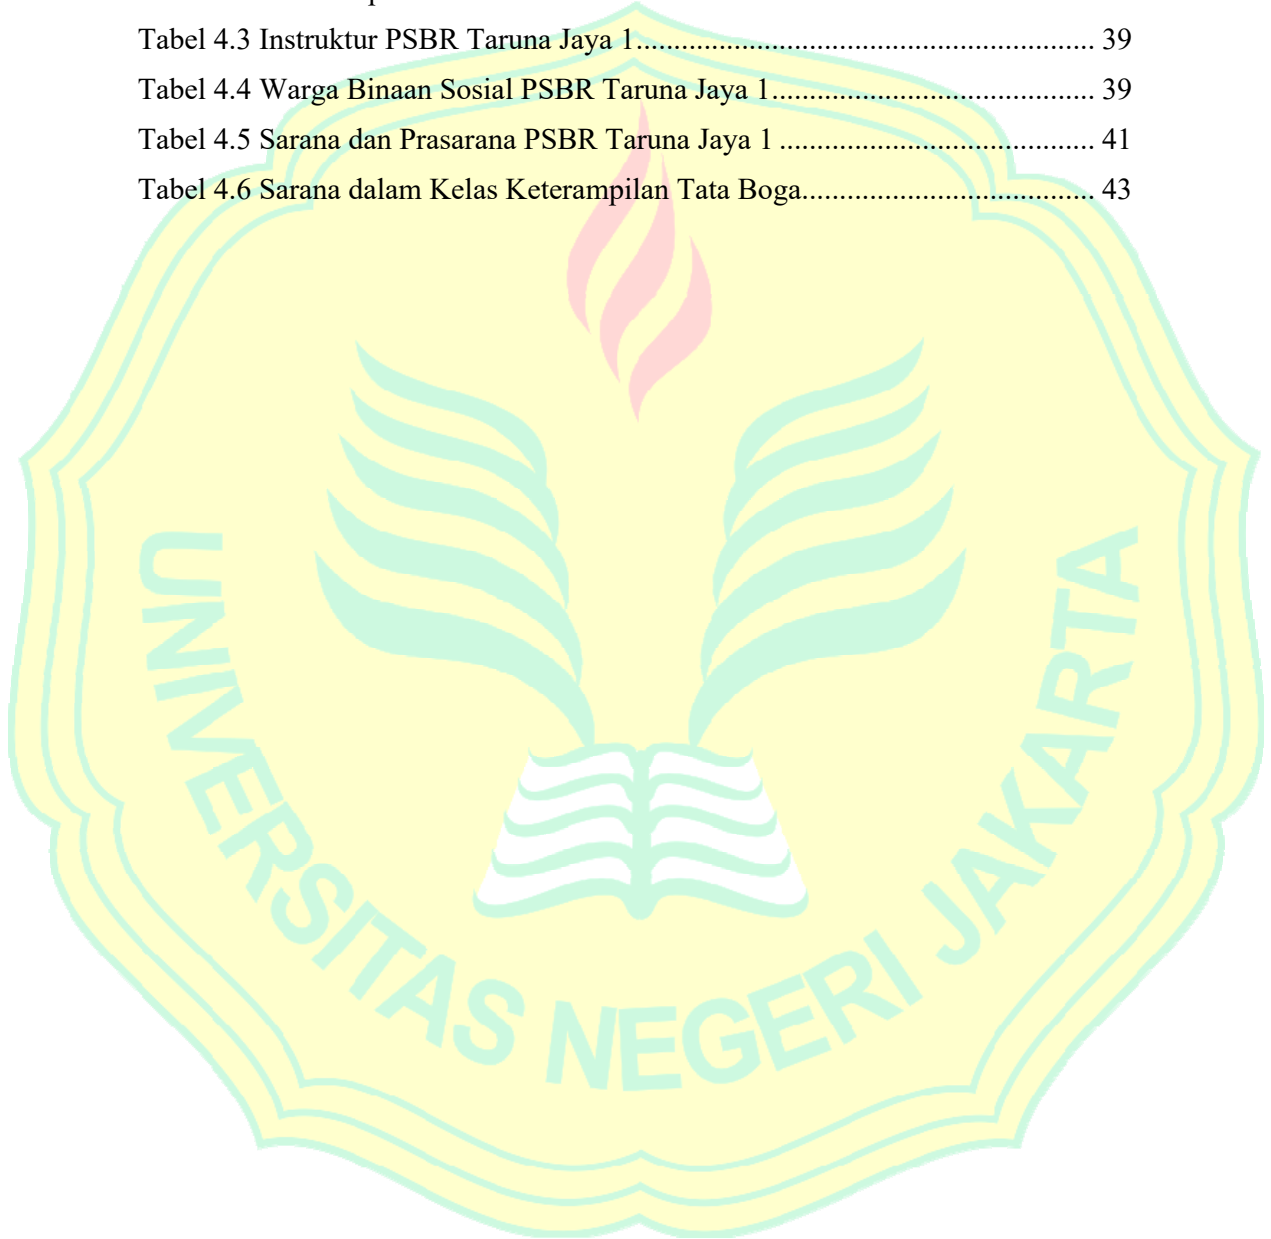 Tabel 4.3 Instruktur PSBR Taruna Jaya 1............................................................. 39
Tabel 4.4 Warga Binaan Sosial PSBR Taruna Jaya 1........................................... 39
Tabel 4.5 Sarana dan Prasarana PSBR Taruna Jaya 1 .......................................... 41
Tabel 4.6 Sarana dalam Kelas Keterampilan Tata Boga....................................... 43
UNIVERSITAS NEGERI JAKARTA